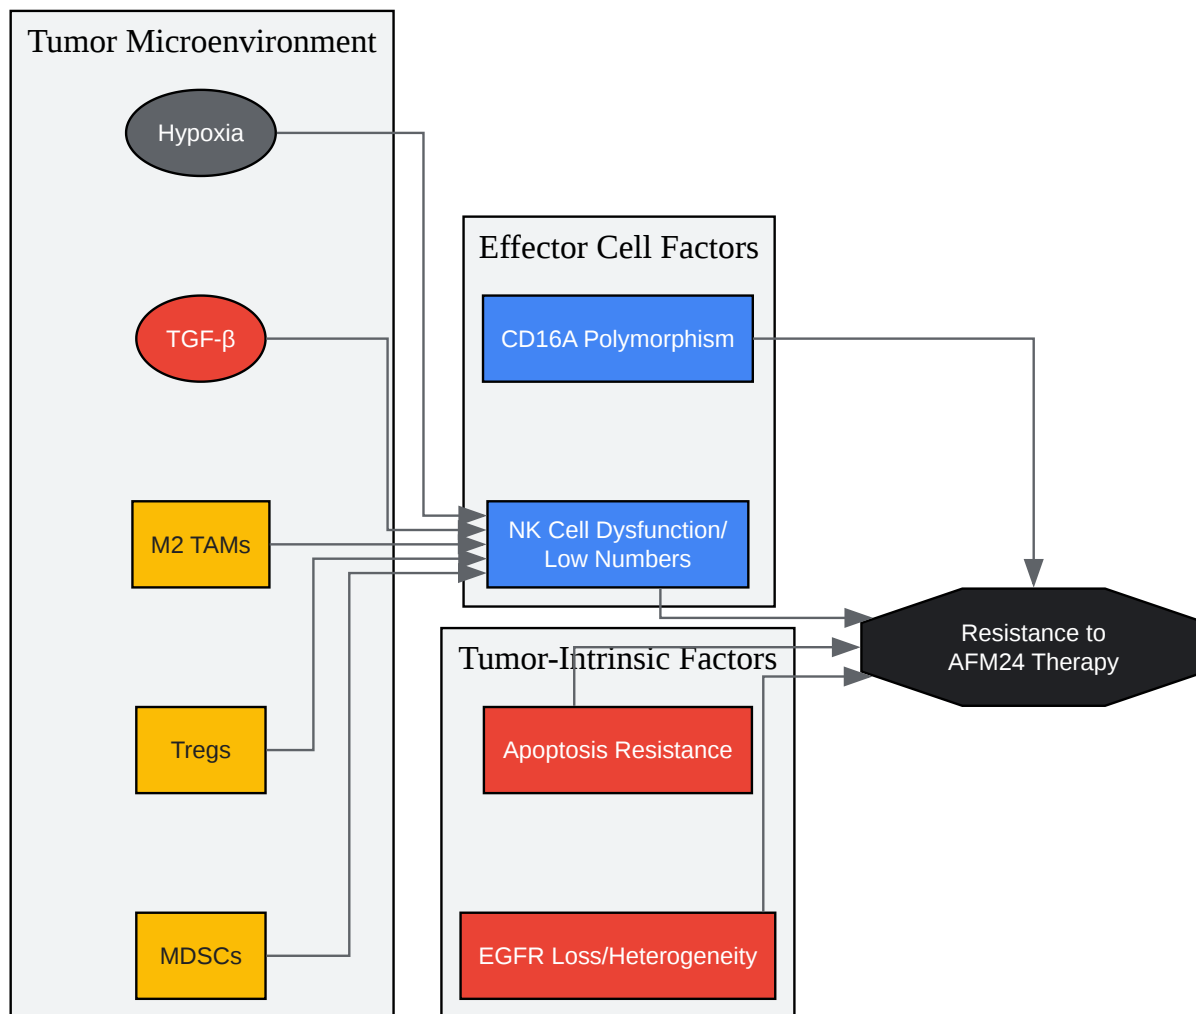 Tumor Microenvironment
Hypoxia
TGF-β
M2 TAMs
Tregs
MDSCs
Effector Cell Factors
CD16A Polymorphism
NK Cell Dysfunction/
Low Numbers
Tumor-Intrinsic Factors
Apoptosis Resistance
EGFR Loss/Heterogeneity
Resistance to
AFM24 Therapy